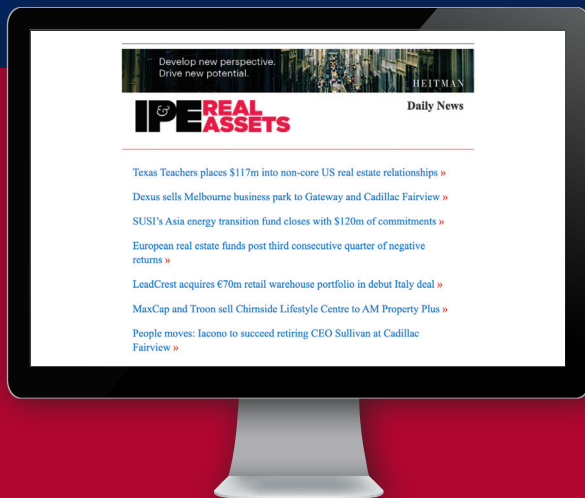 Develop new perspective.
Drive new potential.
HEITMAN
I&PE REAL
ASSETS
Daily News
Texas Teachers places $117m into non-core US real estate relationships »
Dexus sells Melbourne business park to Gateway and Cadillac Fairview »
SUSI's Asia energy transition fund closes with $120m of commitments »
European real estate funds post third consecutive quarter of negative
returns »
LeadCrest acquires €70m retail warehouse portfolio in debut Italy deal »
MaxCap and Troon sell Chirnside Lifestyle Centre to AM Property Plus »
People moves: Iacono to succeed retiring CEO Sullivan at Cadillac
Fairview »